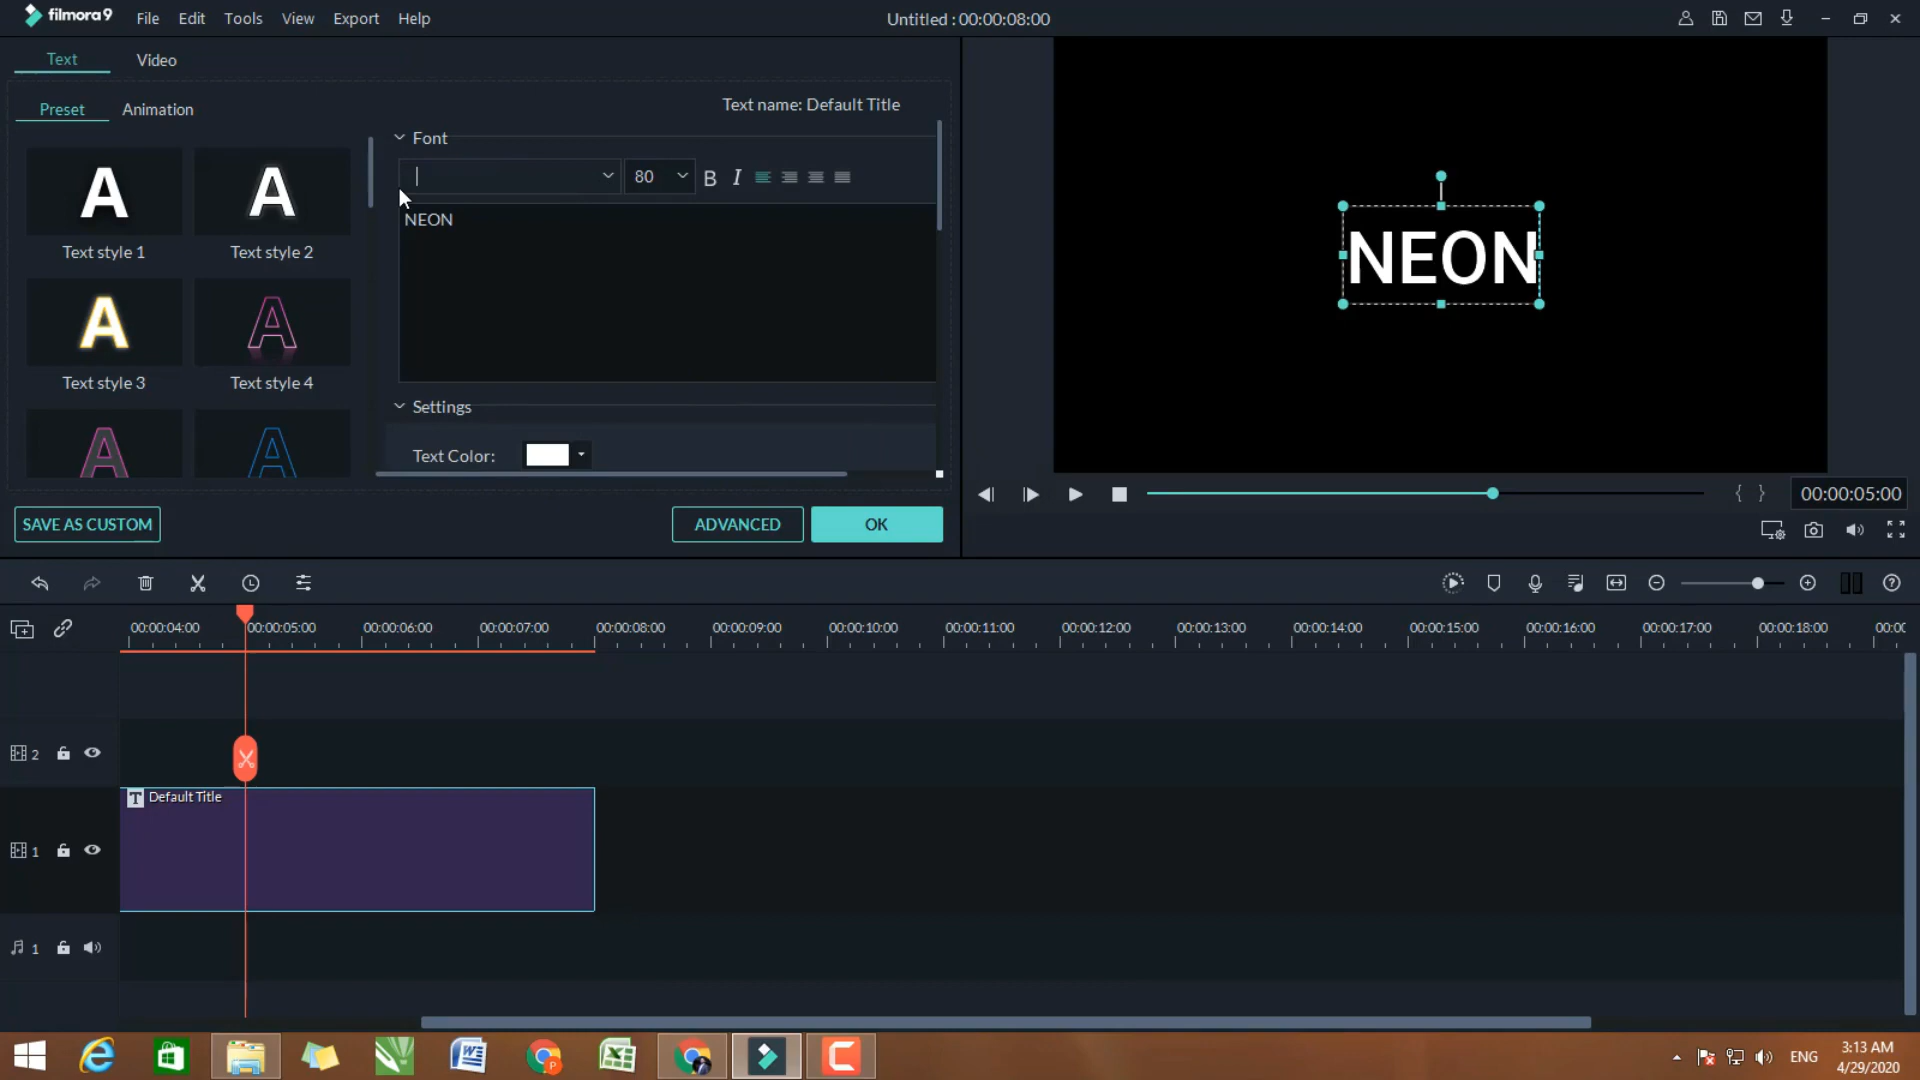 filmora9 File Edit Tools View Export Help Untitled : 00:00:08:00
Text Video
Preset Animation Text name: Default Title
Font
80 B I
NEON
NEON
A A
Text style 1 Text style 2
A A
Text style 3 Text style 4
A A
Settings
Text Color:
SAVE AS CUSTOM ADVANCED OK
{ } 00:00:05:00
00:00:04:00 00:00:05:00 00:00:06:00 00:00:07:00 00:00:08:00 00:00:09:00 00:00:10:00 00:00:11:00 00:00:12:00 00:00:13:00 00:00:14:00 00:00:15:00 00:00:16:00 00:00:17:00 00:00:18:00 00:00
2
T Default Title
1
1
ENG 3:13 AM
4/29/2020